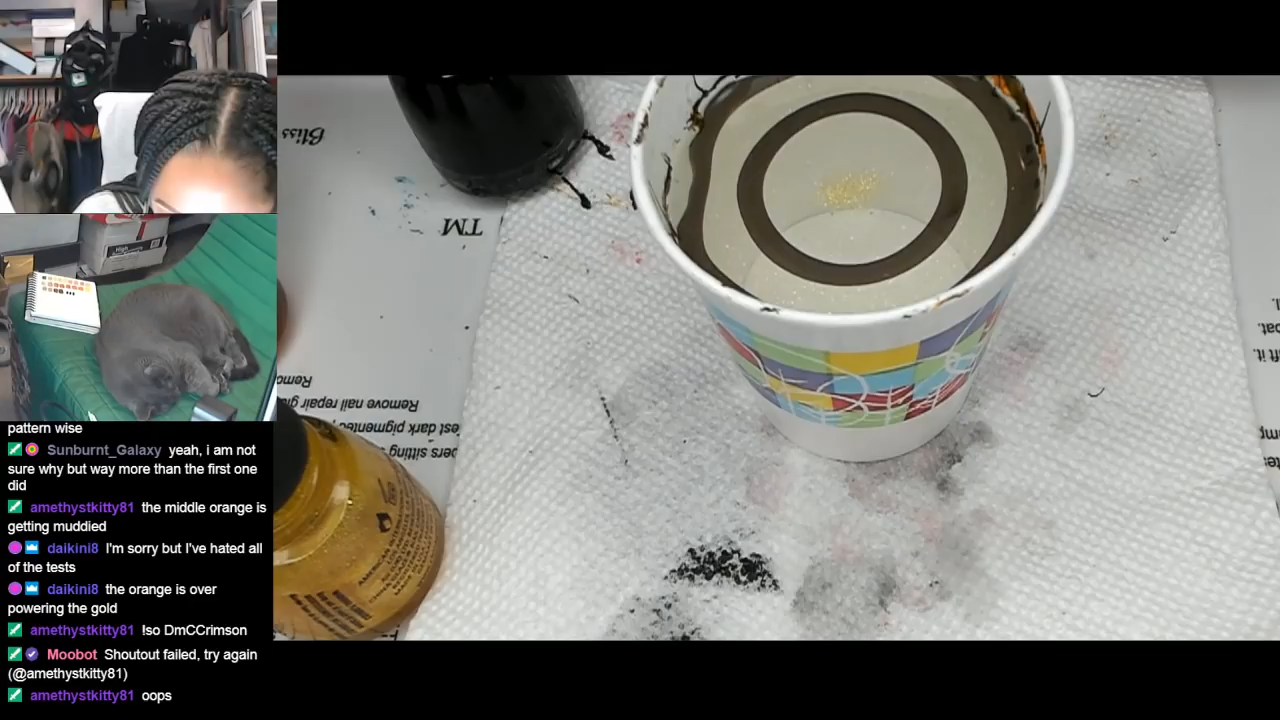 pattern wise
Sunburnt_Galaxy yeah, i am not
sure why but way more than the first one
did
amethystkitty81 the middle orange is
getting muddied
daikini8 I'm sorry but I've hated all
of the tests
daikini8 the orange is over
powering the gold
amethystkitty81 !so DmCCrimson
Moobot Shoutout failed, try again
(@amethystkitty81)
amethystkitty81 oops
Bliss
TM
Remove nail repair
dark pigmented
sitting
High
AMERICAN